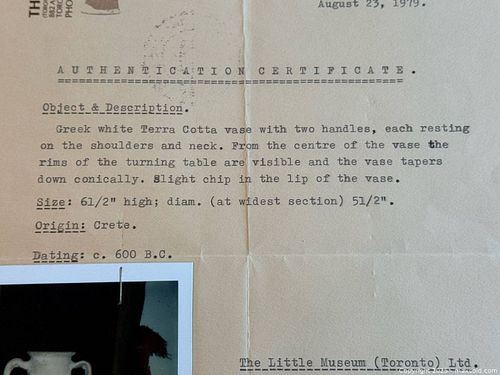 TH
August 23, 1979.
AUTHENTICATION CERTIFICATE.
Object & Description.
Greek white Terra Cotta vase with two handles, each resting
on the shoulders and neck. From the centre of the vase the
rims of the turning table are visible and the vase tapers
down conically. Slight chip in the lip of the vase.
Size: 61/2" high; diam. (at widest section) 51/2".
Origin: Crete.
Dating: c. 600 B.C.
The Little Museum (Toronto) Ltd.